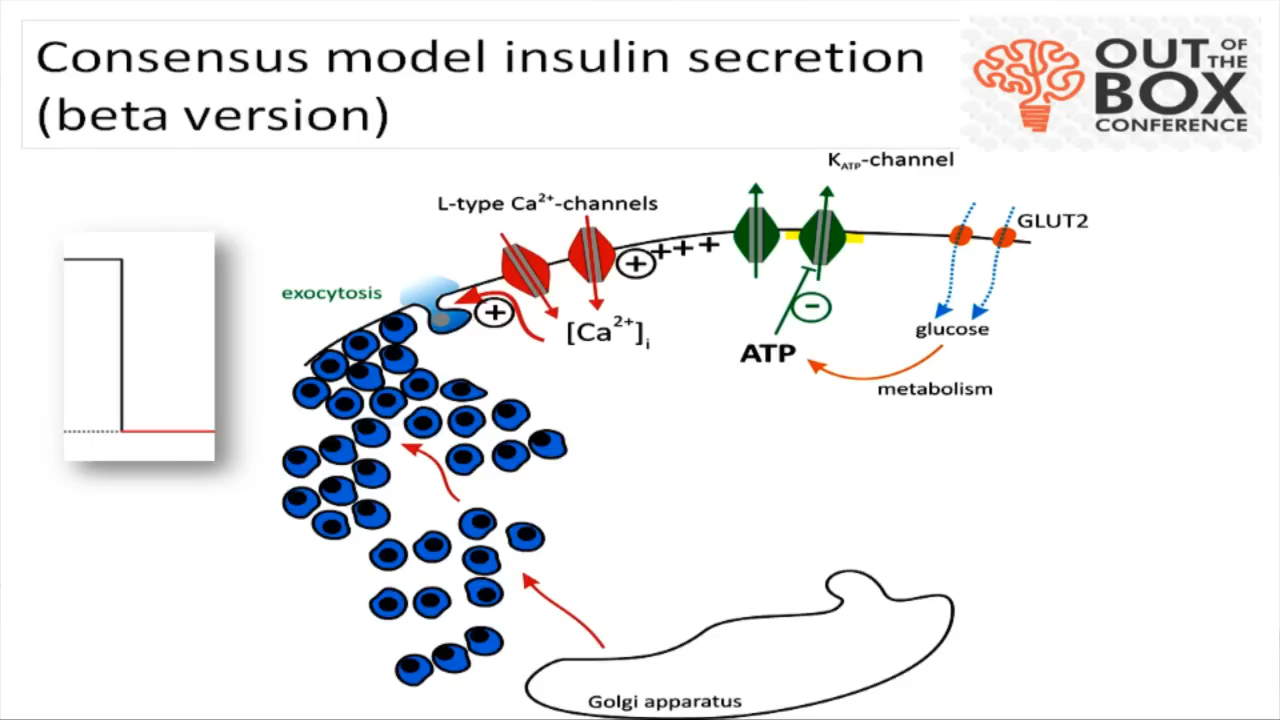 Consensus model insulin secretion
(beta version)
OUT OF THE
BOX
CONFERENCE
K_ATP-channel
L-type Ca²⁺-channels
GLUT2
+++
+
exocytosis
+
[Ca²⁺]ᵢ
−
glucose
ATP
metabolism
Golgi apparatus